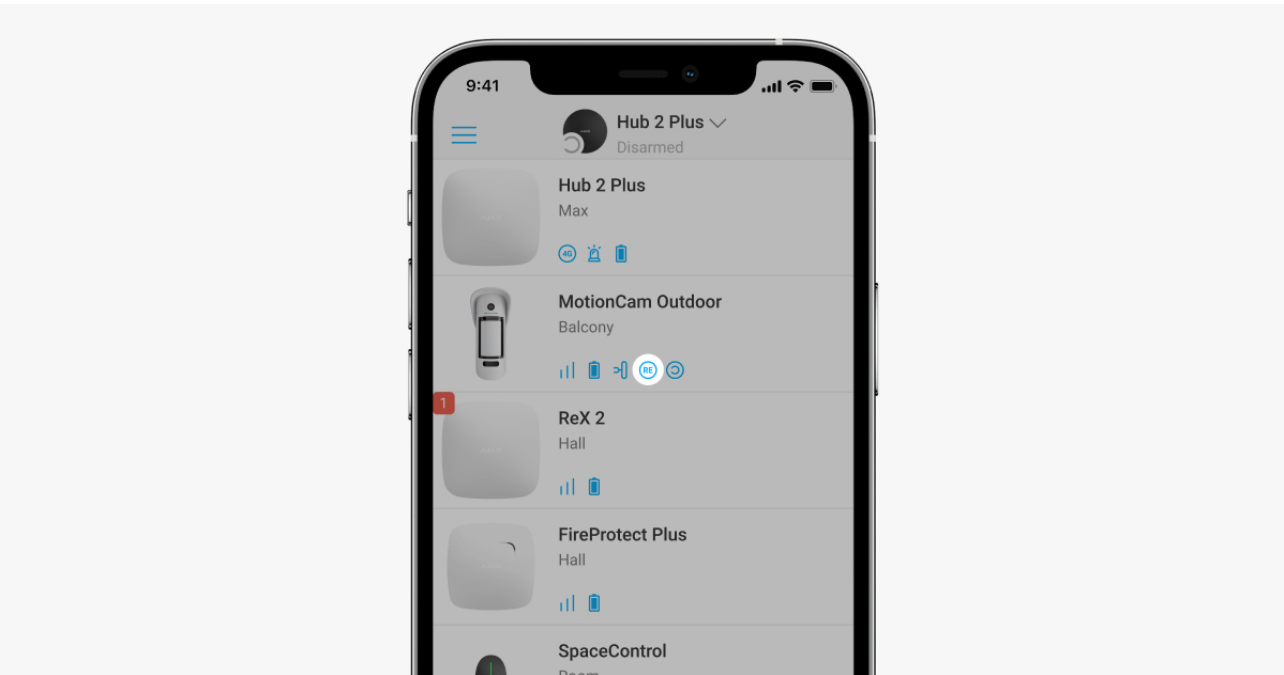 9:41
Hub 2 Plus
Disarmed
Hub 2 Plus
Max
4G
MotionCam Outdoor
Balcony
RE
1
ReX 2
Hall
FireProtect Plus
Hall
SpaceControl
Room